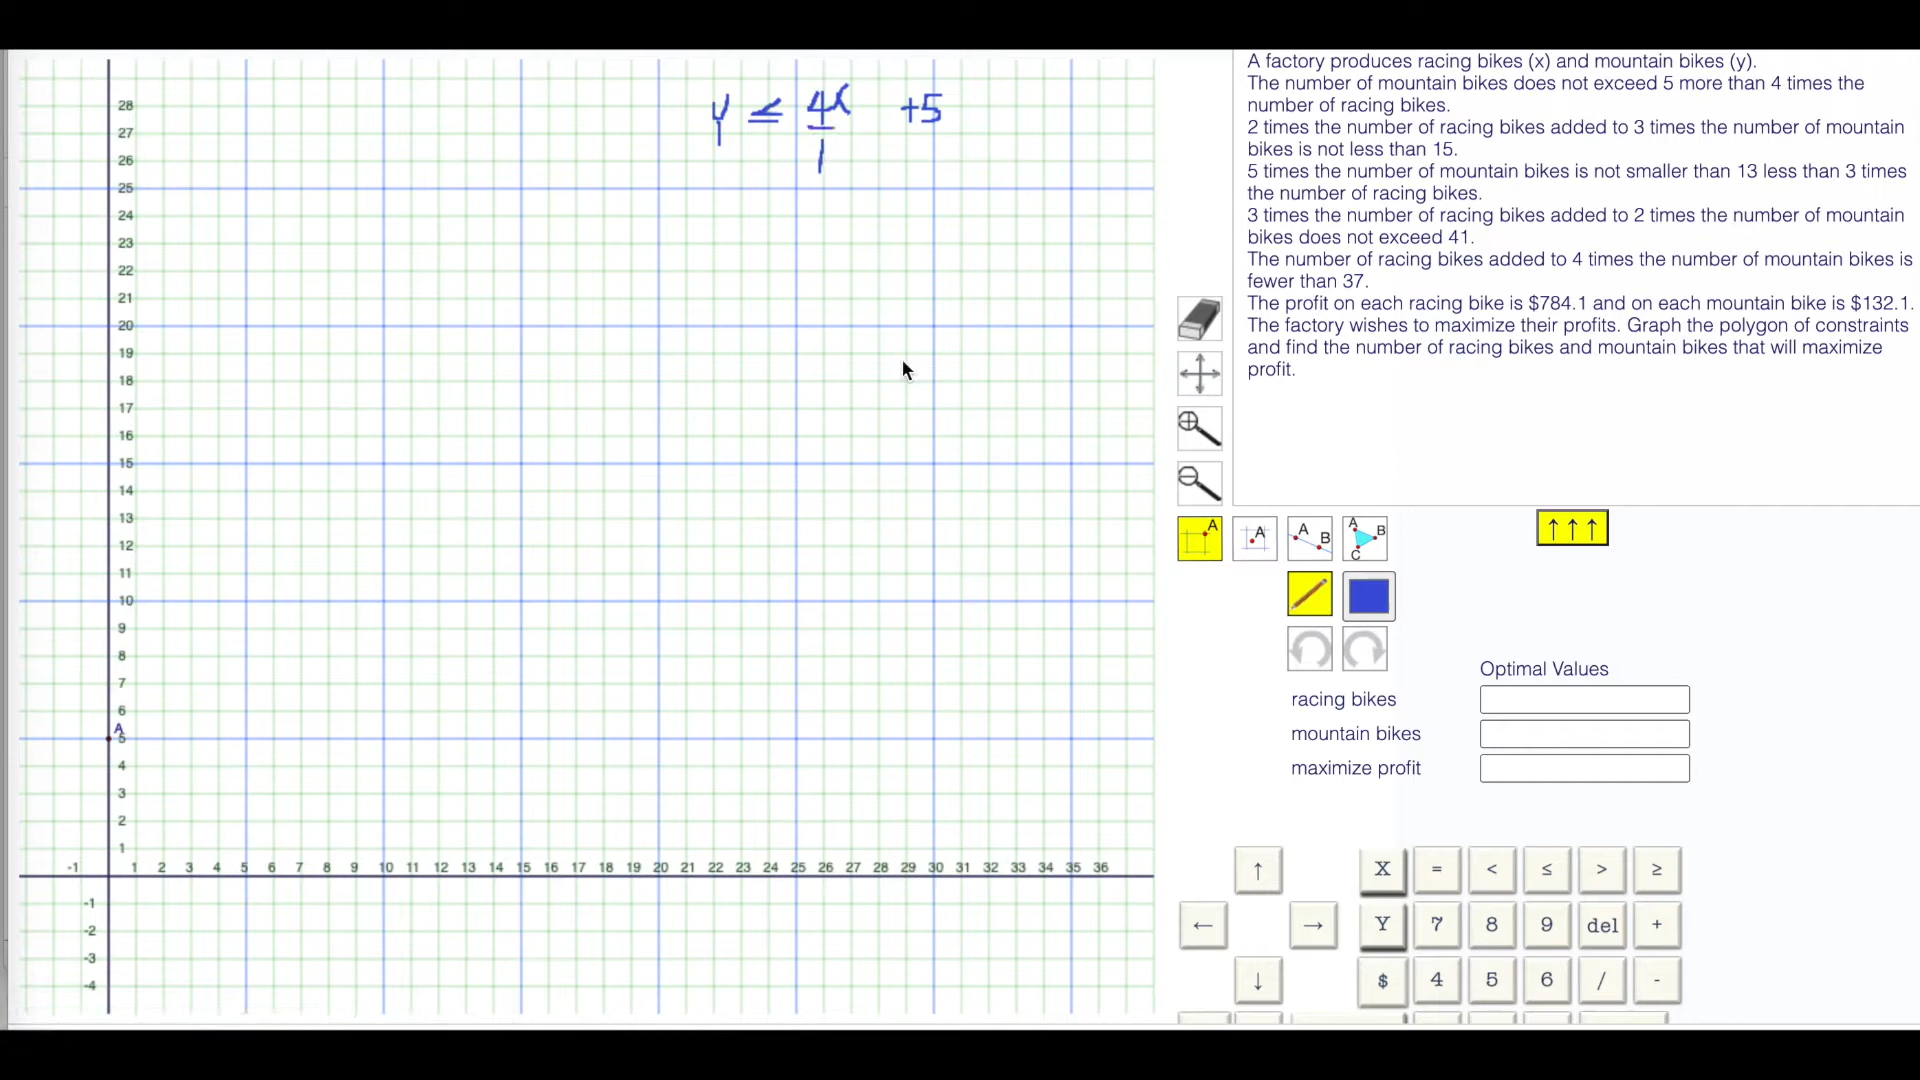 y ≤ 4x +5
1
A factory produces racing bikes (x) and mountain bikes (y).
The number of mountain bikes does not exceed 5 more than 4 times the
number of racing bikes.
2 times the number of racing bikes added to 3 times the number of mountain
bikes is not less than 15.
5 times the number of mountain bikes is not smaller than 13 less than 3 times
the number of racing bikes.
3 times the number of racing bikes added to 2 times the number of mountain
bikes does not exceed 41.
The number of racing bikes added to 4 times the number of mountain bikes is
fewer than 37.
The profit on each racing bike is $784.1 and on each mountain bike is $132.1.
The factory wishes to maximize their profits. Graph the polygon of constraints
and find the number of racing bikes and mountain bikes that will maximize
profit.
28
27
26
25
24
23
22
21
20
19
18
17
16
15
14
13
12
11
10
9
8
7
6
A
5
4
3
2
1
-1 1 2 3 4 5 6 7 8 9 10 11 12 13 14 15 16 17 18 19 20 21 22 23 24 25 26 27 28 29 30 31 32 33 34 35 36
-1
-2
-3
-4
A A A B A B C
↑ ↑ ↑
Optimal Values
racing bikes
mountain bikes
maximize profit
↑ X = < ≤ > ≥
← → Y 7 8 9 del +
↓ $ 4 5 6 / -